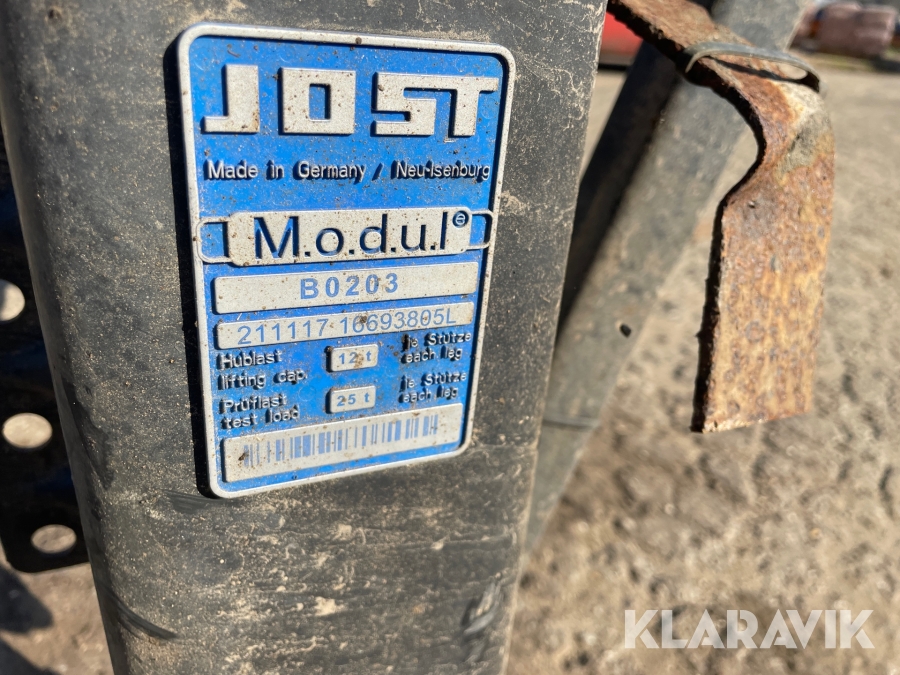 JOST
Made in Germany / Neu-Isenburg
M.o.d.u.l®
B0203
211117 16693805L
Hublast
lifting cap.
12 t
je Stütze
each leg
Prüflast
test load
25 t
je Stütze
each leg
KLARAVIK